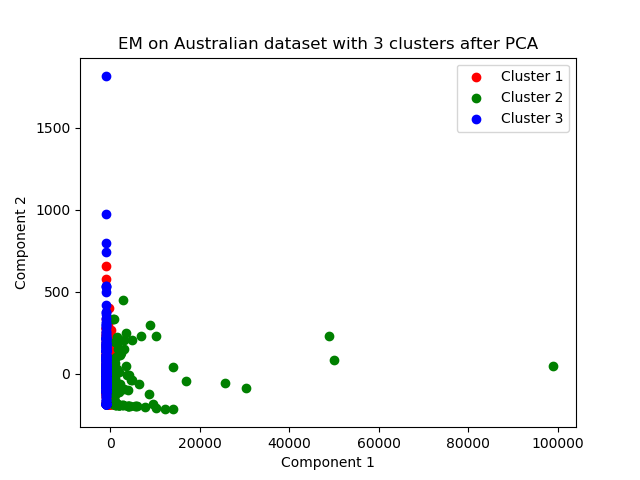 EM on Australian dataset with 3 clusters after PCA
Cluster 1
Cluster 2
Cluster 3
1500
1000
500
0
Component 2
0
20000
40000
60000
80000
100000
Component 1